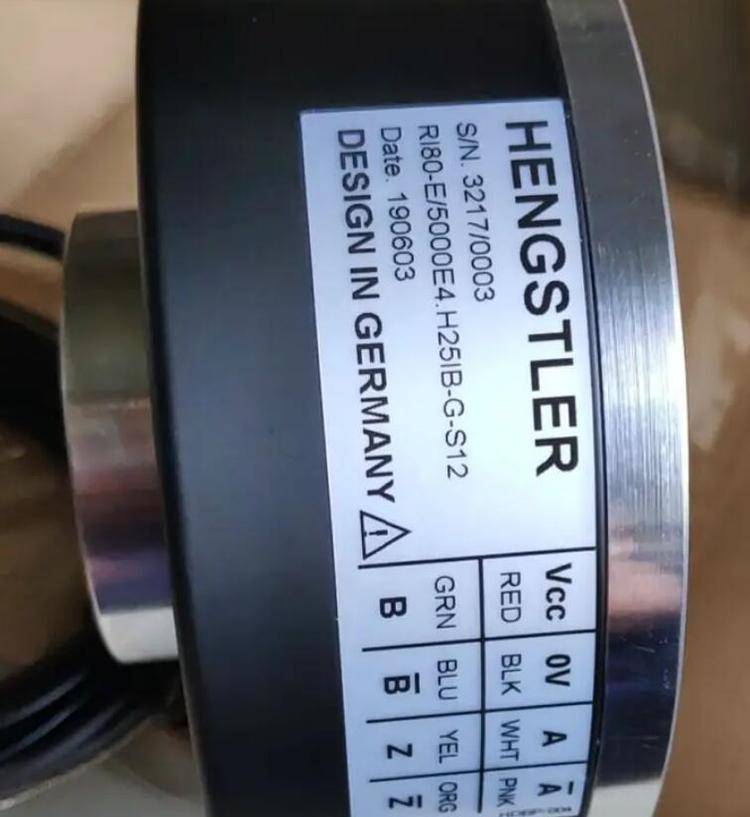 HENGSTLER
S/N. 3217/0003
RI80-E/5000E4.H25IB-G-S12
Date. 190603
DESIGN IN GERMANY
Vcc 0V A A̅
RED BLK WHT PNK
GRN BLU YEL ORG
B B̅ Z Z̅